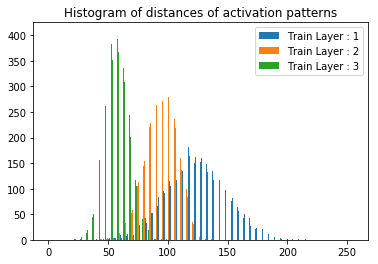 Histogram of distances of activation patterns
Train Layer : 1
Train Layer : 2
Train Layer : 3
400
350
300
250
200
150
100
50
0
0 50 100 150 200 250